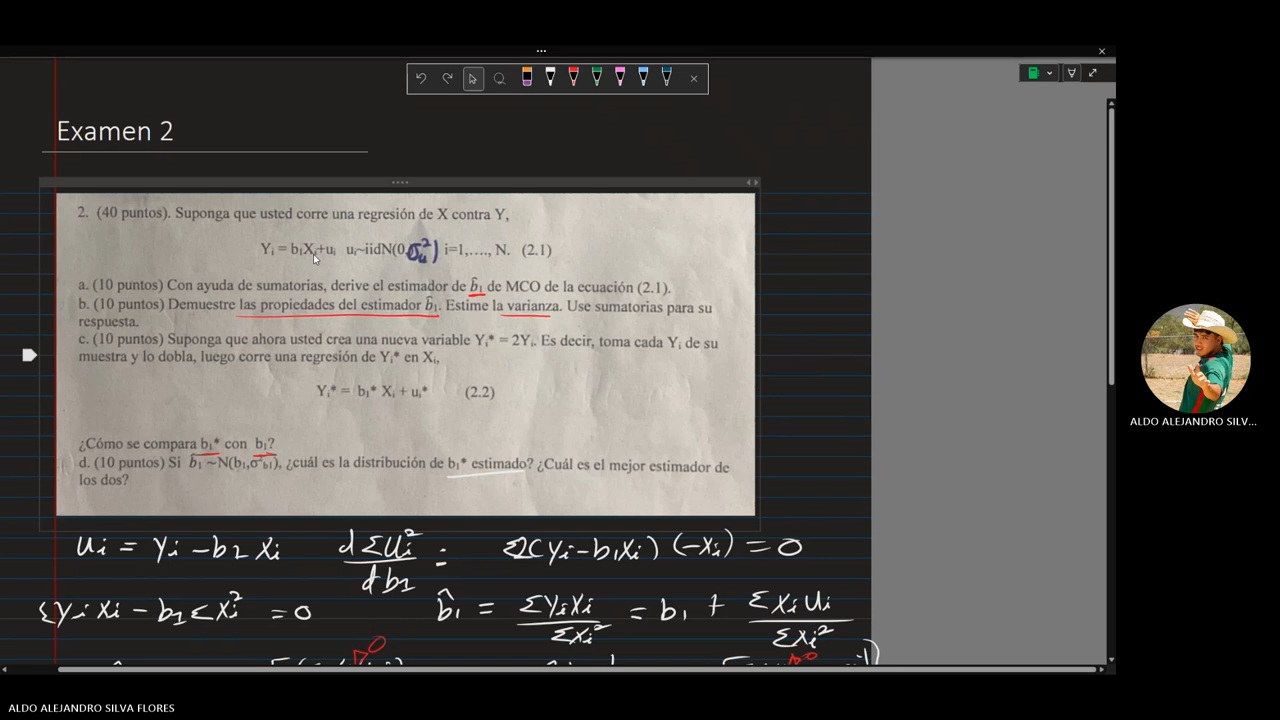 Examen 2
2. (40 puntos). Suponga que usted corre una regresión de X contra Y,
Yᵢ = b₁Xᵢ+uᵢ uᵢ~iidN(0,σᵤ²) i=1,…., N. (2.1)
a. (10 puntos) Con ayuda de sumatorias, derive el estimador de b̂₁ de MCO de la ecuación (2.1).
b. (10 puntos) Demuestre las propiedades del estimador b̂₁. Estime la varianza. Use sumatorias para su
respuesta.
c. (10 puntos) Suponga que ahora usted crea una nueva variable Yᵢ* = 2Yᵢ. Es decir, toma cada Yᵢ de su
muestra y lo dobla, luego corre una regresión de Yᵢ* en Xᵢ,
Yᵢ* = b₁* Xᵢ + uᵢ* (2.2)
¿Cómo se compara b₁* con b₁?
d. (10 puntos) Si b̂₁ ~N(b₁,σ²b₁), ¿cuál es la distribución de b₁* estimado? ¿Cuál es el mejor estimador de
los dos?
uᵢ = yᵢ - b₁ xᵢ dΣuᵢ²/db₁ = Σ(yᵢ - b₁xᵢ)(-xᵢ) = 0
Σyᵢxᵢ - b₁Σxᵢ² = 0 b̂₁ = Σyᵢxᵢ/Σxᵢ² = b₁ + Σxᵢuᵢ/Σxᵢ²
ALDO ALEJANDRO SILV...
ALDO ALEJANDRO SILVA FLORES